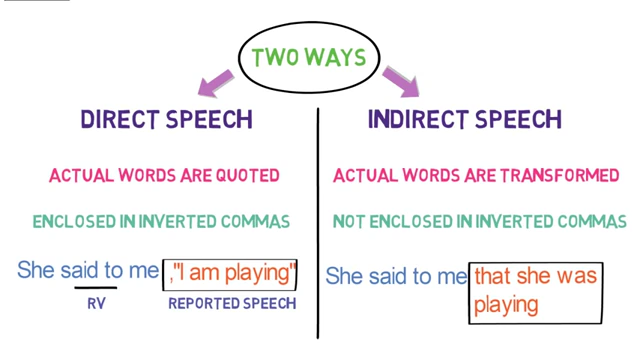 TWO WAYS
DIRECT SPEECH
ACTUAL WORDS ARE QUOTED
ENCLOSED IN INVERTED COMMAS
She said to me ,"I am playing"
RV
REPORTED SPEECH
INDIRECT SPEECH
ACTUAL WORDS ARE TRANSFORMED
NOT ENCLOSED IN INVERTED COMMAS
She said to me that she was
playing